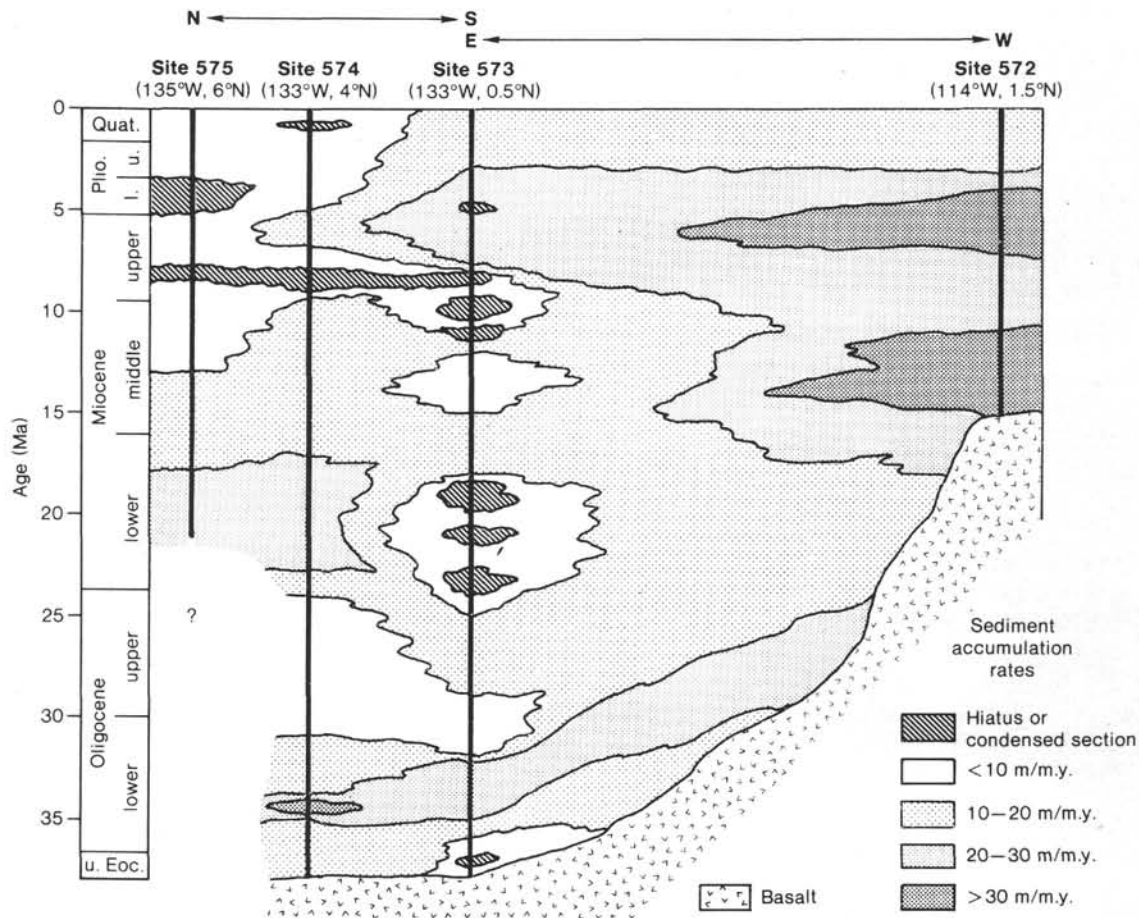 N S
E W
Site 575 Site 574 Site 573 Site 572
(135°W, 6°N) (133°W, 4°N) (133°W, 0.5°N) (114°W, 1.5°N)
0
Quat.
Plio.
u.
l.
5
upper
10
Miocene
middle
15
Age (Ma)
lower
20
25
?
upper
Oligocene
30
lower
35
u. Eoc.
Sediment
accumulation
rates
Hiatus or
condensed section
<10 m/m.y.
10–20 m/m.y.
20–30 m/m.y.
>30 m/m.y.
Basalt